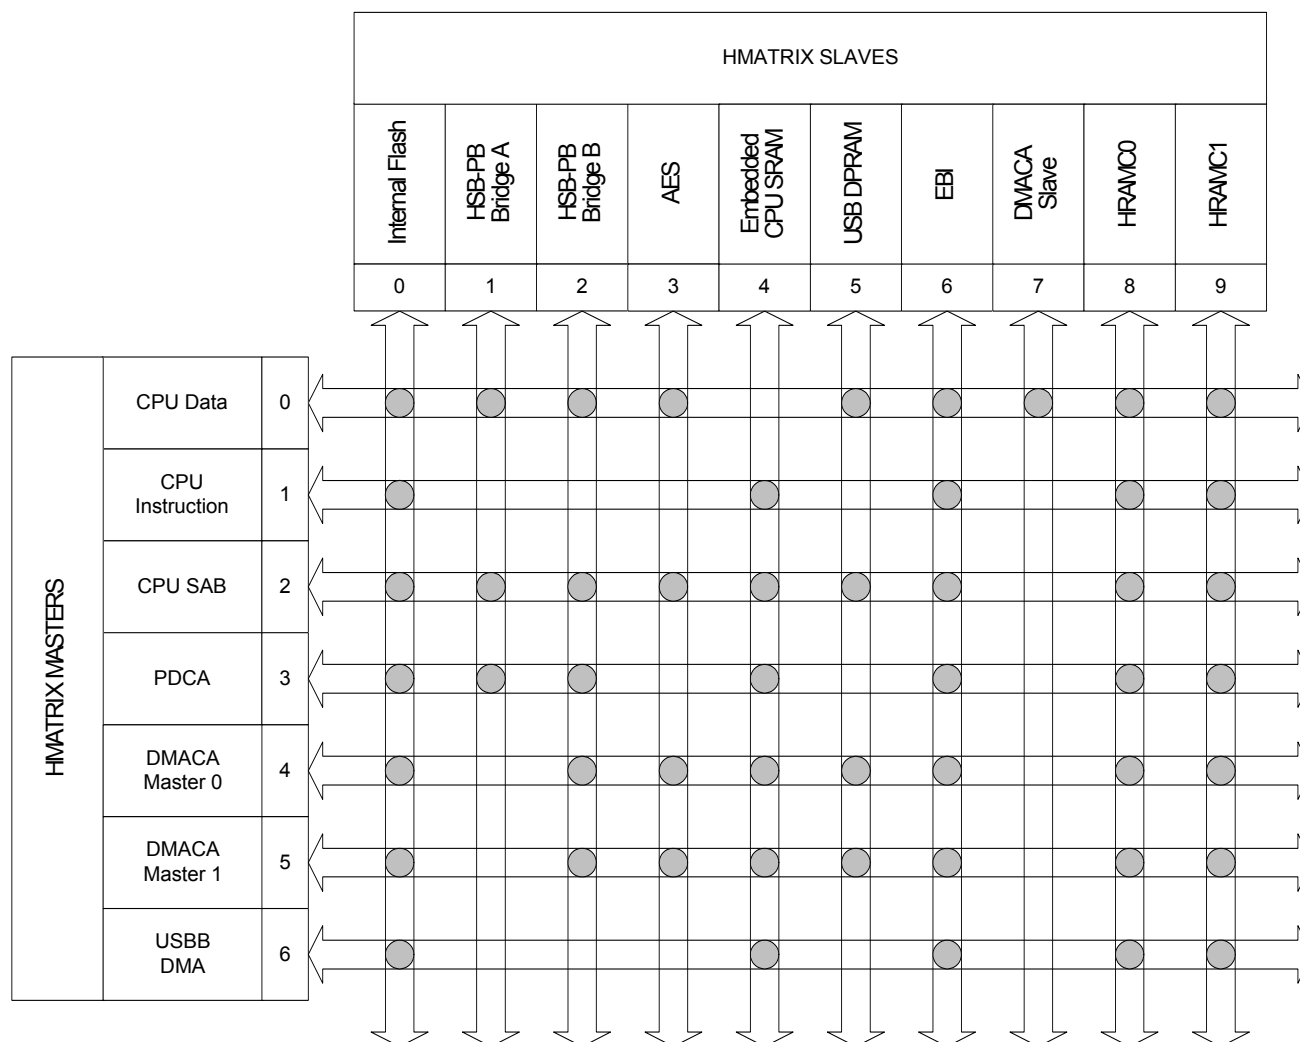 HMATRIX SLAVES
Internal Flash
HSB-PB
Bridge A
HSB-PB
Bridge B
AES
Embedded
CPU SRAM
USB DPRAM
EBI
DMACA
Slave
HRAMC0
HRAMC1
0 1 2 3 4 5 6 7 8 9
HMATRIX MASTERS
CPU Data 0
CPU
Instruction
1
CPU SAB 2
PDCA 3
DMACA
Master 0
4
DMACA
Master 1
5
USBB
DMA
6